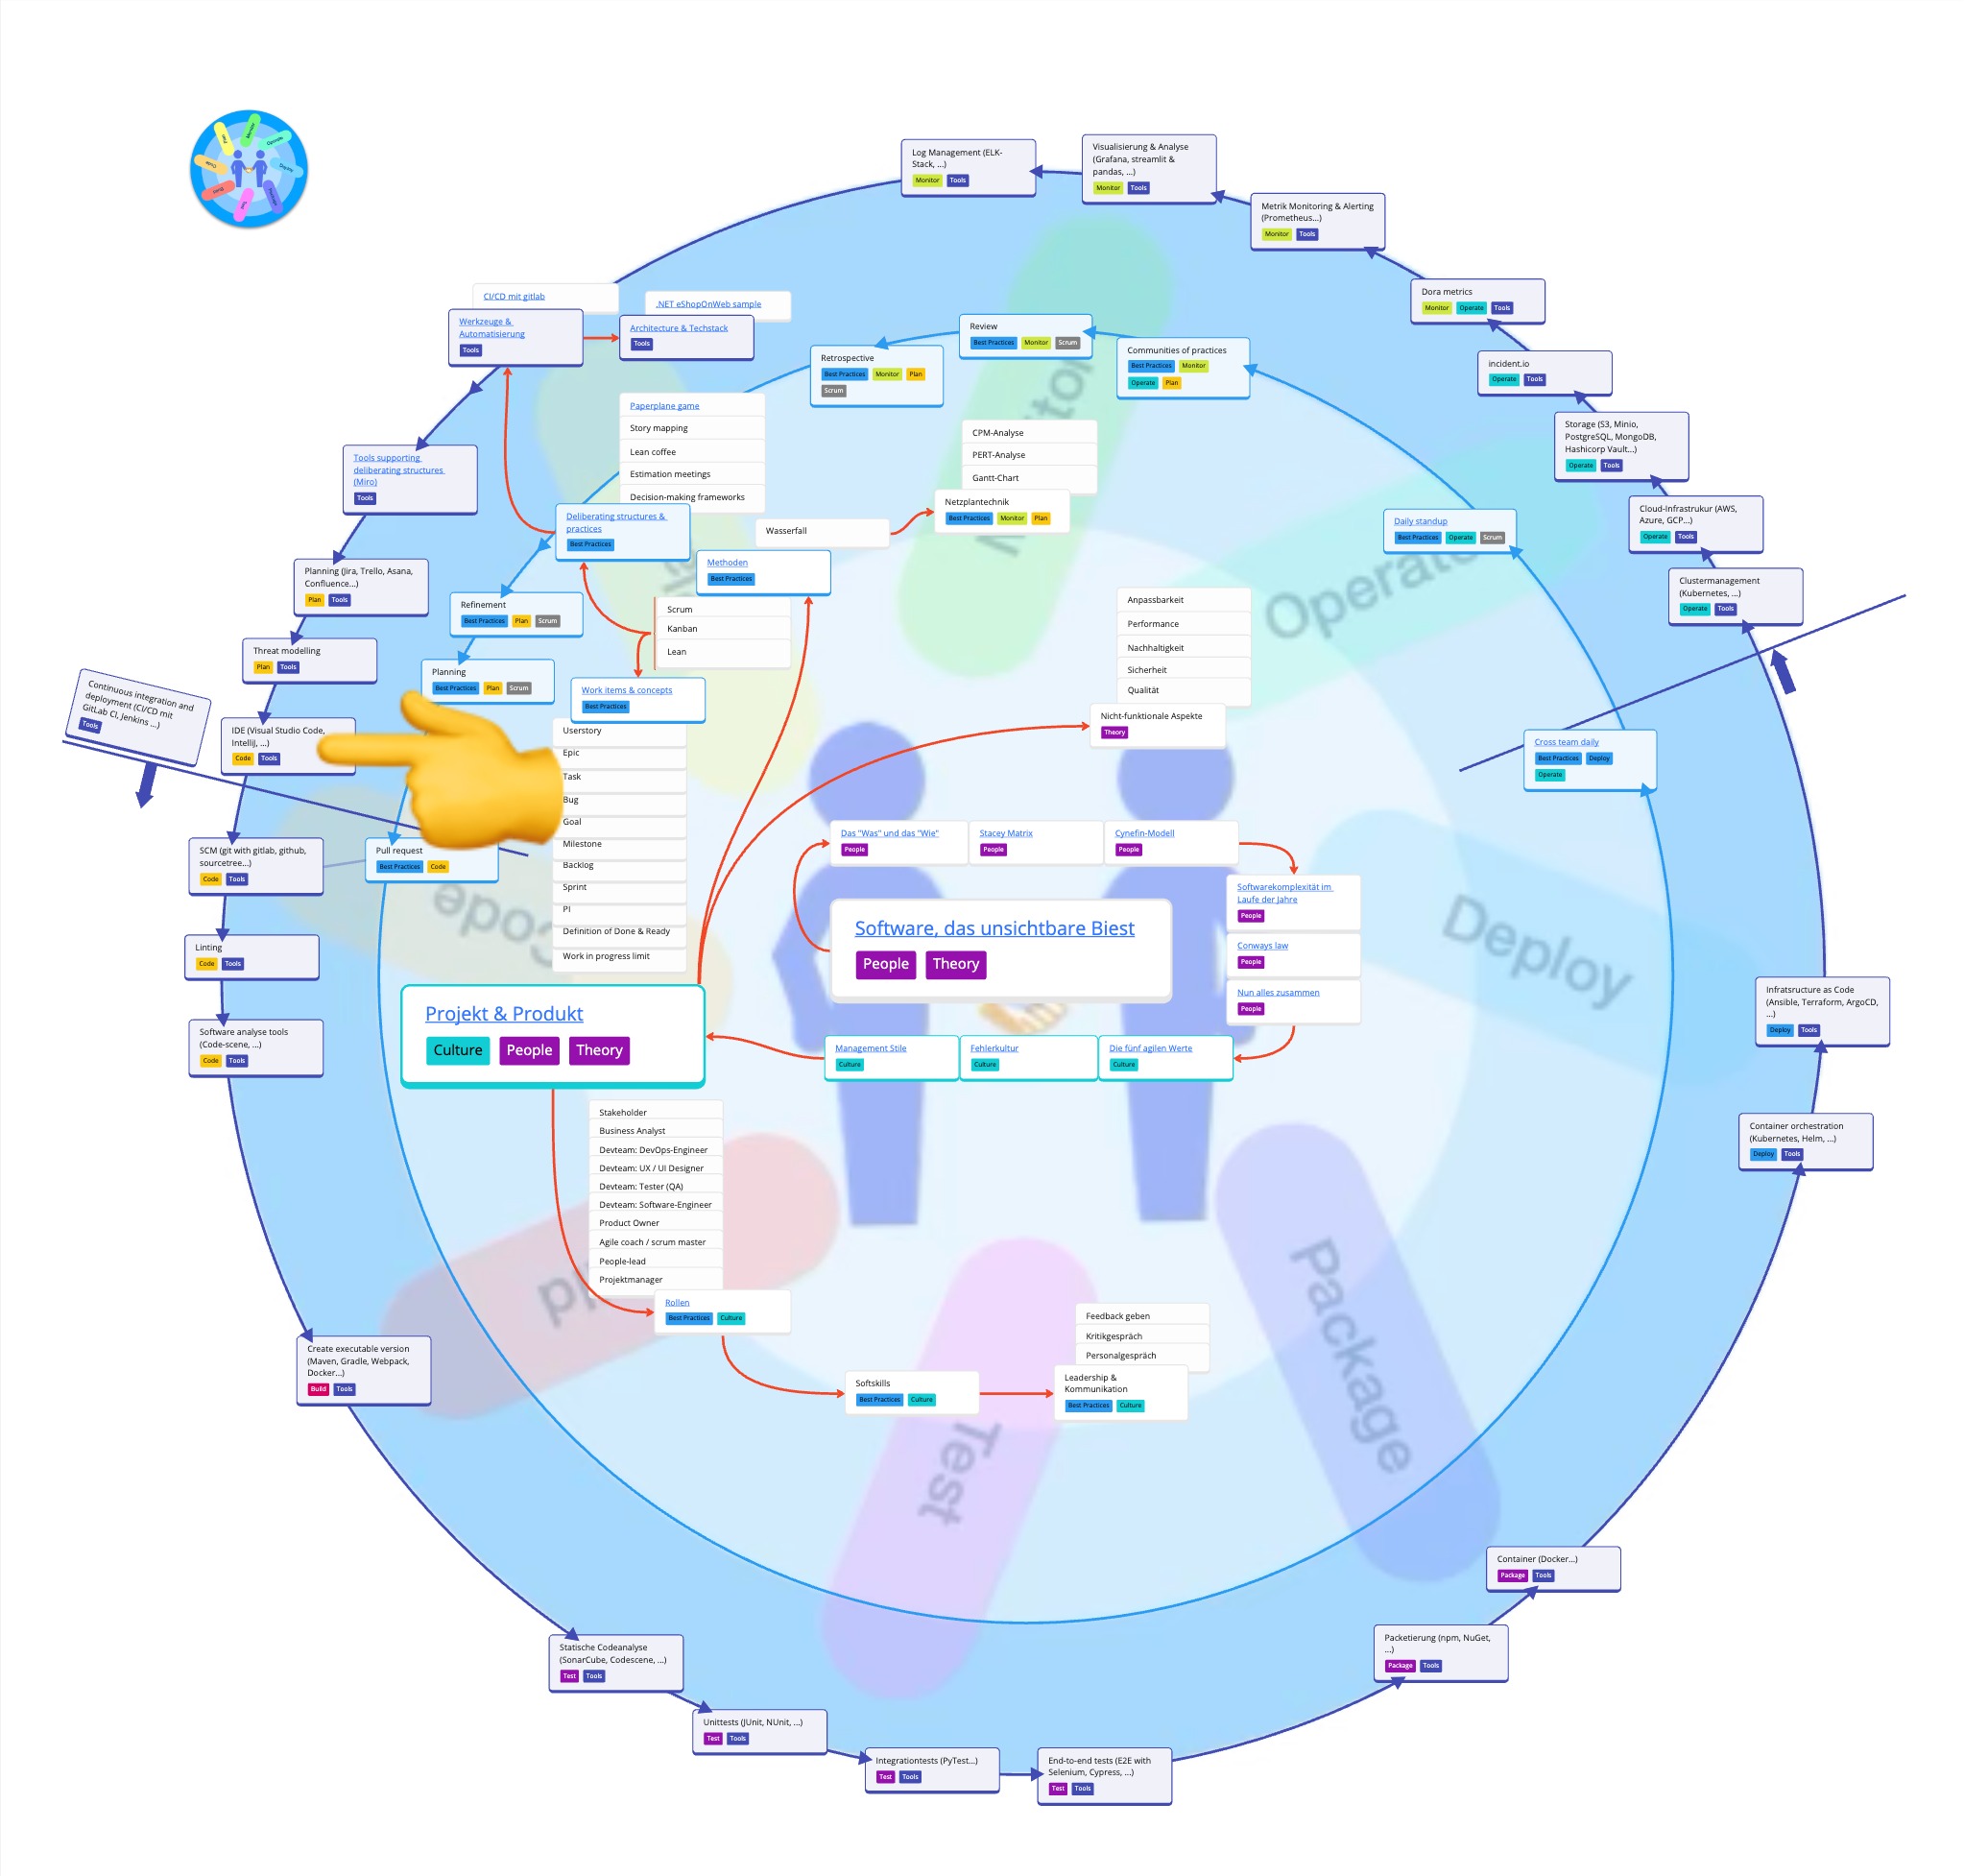 Log Management (ELK-
Stack, ...)
Monitor Tools
Visualisierung & Analyse
(Grafana, streamlit &
pandas, ...)
Monitor Tools
Metrik Monitoring & Alerting
(Prometheus...)
Monitor Tools
Dora metrics
Monitor Operate Tools
incident.io
Operate Tools
Storage (S3, Minio,
PostgreSQL, MongoDB,
Hashicorp Vault...)
Operate Tools
Cloud-Infrastrukur (AWS,
Azure, GCP...)
Operate Tools
Clustermanagement
(Kubernetes, ...)
Operate Tools
CI/CD mit gitlab
Werkzeuge &
Automatisierung
Tools
.NET eShopOnWeb sample
Architecture & Techstack
Tools
Review
Best Practices Monitor Scrum
Retrospective
Best Practices Monitor Plan
Scrum
Communities of practices
Best Practices Monitor
Operate Plan
Tools supporting
deliberating structures
(Miro)
Tools
Paperplane game
Story mapping
Lean coffee
Estimation meetings
Decision-making frameworks
Deliberating structures &
practices
Best Practices
CPM-Analyse
PERT-Analyse
Gantt-Chart
Netzplantechnik
Best Practices Monitor Plan
Wasserfall
Methoden
Best Practices
Daily standup
Best Practices Operate Scrum
Operate
Planning (Jira, Trello, Asana,
Confluence...)
Plan Tools
Refinement
Best Practices Plan Scrum
Scrum
Kanban
Lean
Threat modelling
Plan Tools
Planning
Best Practices Plan Scrum
Work items & concepts
Best Practices
Anpassbarkeit
Performance
Nachhaltigkeit
Sicherheit
Qualität
Nicht-funktionale Aspekte
Theory
Continuous integration and
deployment (CI/CD mit
GitLab CI, Jenkins ...)
Tools
IDE (Visual Studio Code,
Intellij, ...)
Code Tools
Userstory
Epic
Task
Bug
Goal
Milestone
Backlog
Sprint
PI
Definition of Done & Ready
Work in progress limit
Cross team daily
Best Practices Deploy
Operate
SCM (git with gitlab, github,
sourcetree...)
Code Tools
Pull request
Best Practices Code
Code
Das "Was" und das "Wie"
People
Stacey Matrix
People
Cynefin-Modell
People
Softwarekomplexität im
Laufe der Jahre
People
Conways law
People
Nun alles zusammen
People
Software, das unsichtbare Biest
People Theory
Deploy
Linting
Code Tools
Software analyse tools
(Code-scene, ...)
Code Tools
Projekt & Produkt
Culture People Theory
Management Stile
Culture
Fehlerkultur
Culture
Die fünf agilen Werte
Culture
Infratsructure as Code
(Ansible, Terraform, ArgoCD,
...)
Deploy Tools
Container orchestration
(Kubernetes, Helm, ...)
Deploy Tools
Stakeholder
Business Analyst
Devteam: DevOps-Engineer
Devteam: UX / UI Designer
Devteam: Tester (QA)
Devteam: Software-Engineer
Product Owner
Agile coach / scrum master
People-lead
Projektmanager
Rollen
Best Practices Culture
Package
Feedback geben
Kritikgespräch
Personalgespräch
Leadership &
Kommunikation
Best Practices Culture
Softskills
Best Practices Culture
Create executable version
(Maven, Gradle, Webpack,
Docker...)
Build Tools
Test
Container (Docker...)
Package Tools
Packetierung (npm, NuGet,
...)
Package Tools
Statische Codeanalyse
(SonarCube, Codescene, ...)
Test Tools
Unittests (JUnit, NUnit, ...)
Test Tools
Integrationtests (PyTest...)
Test Tools
End-to-end tests (E2E with
Selenium, Cypress, ...)
Test Tools